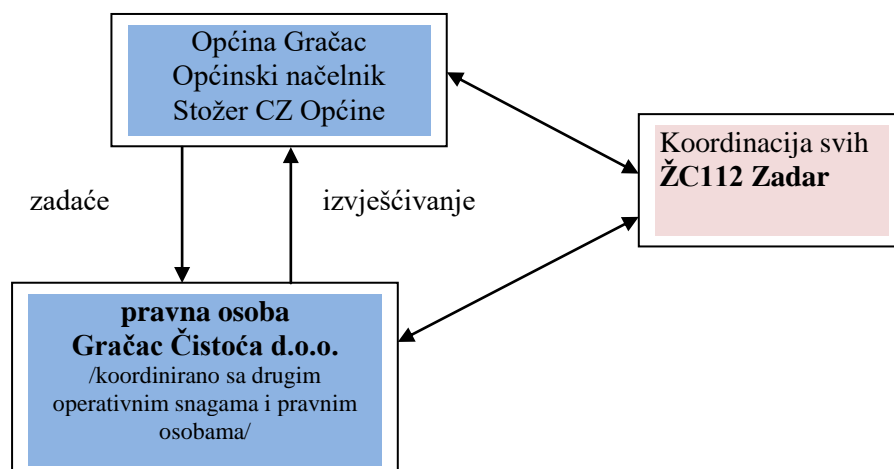 Općina Gračac
Općinski načelnik
Stožer CZ Općine
Koordinacija svih
ŽC112 Zadar
zadaće
izvješćivanje
pravna osoba
Gračac Čistoća d.o.o.
/koordinirano sa drugim
operativnim snagama i pravnim
osobama/